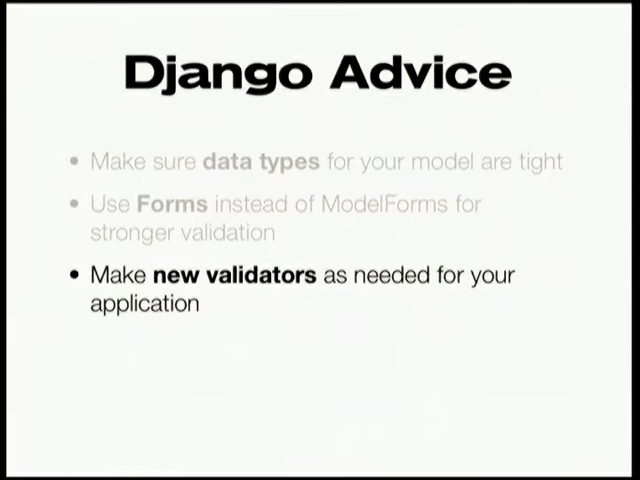 Django Advice
• Make sure data types for your model are tight
• Use Forms instead of ModelForms for
stronger validation
• Make new validators as needed for your
application